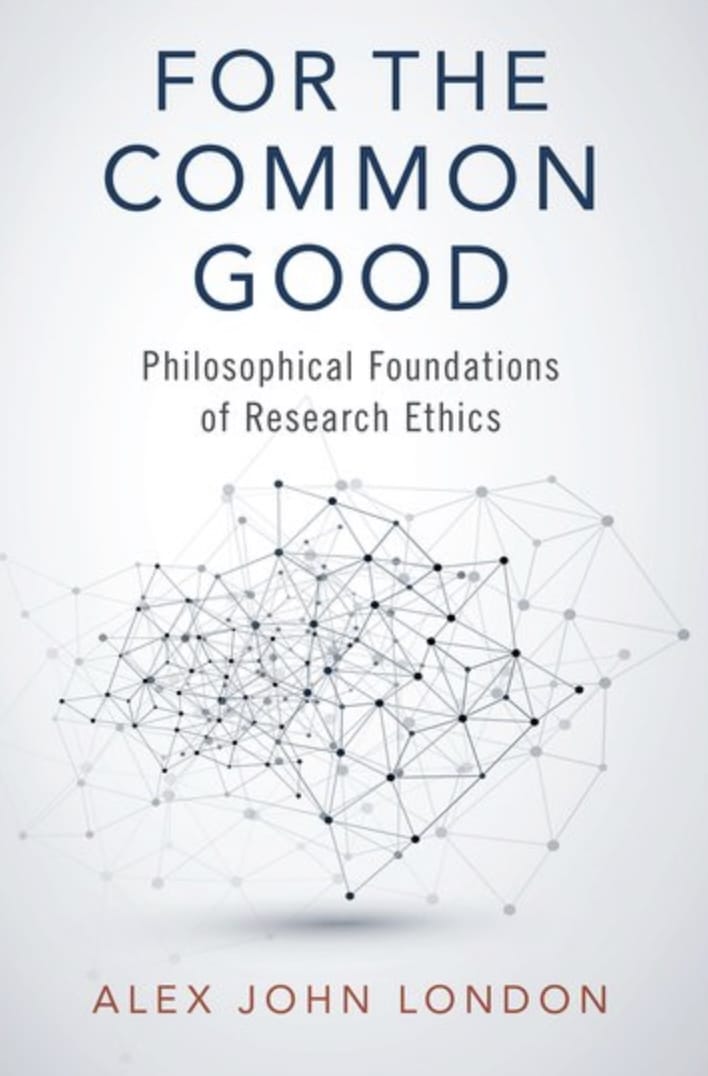 FOR THE
COMMON
GOOD
Philosophical Foundations
of Research Ethics
ALEX JOHN LONDON